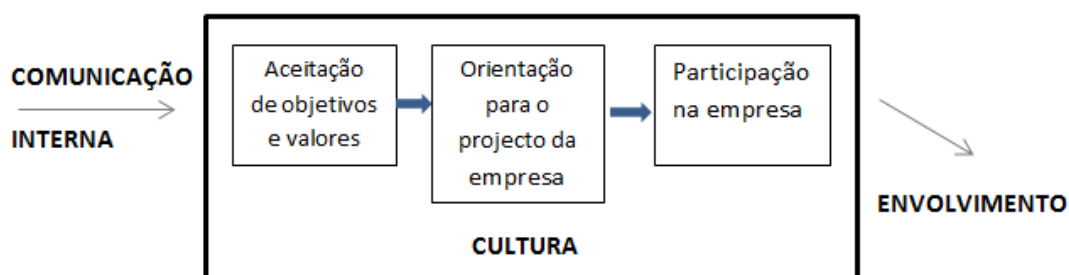 COMUNICAÇÃO
INTERNA
Aceitação
de objetivos
e valores
Orientação
para o
projecto da
empresa
Participação
na empresa
CULTURA
ENVOLVIMENTO